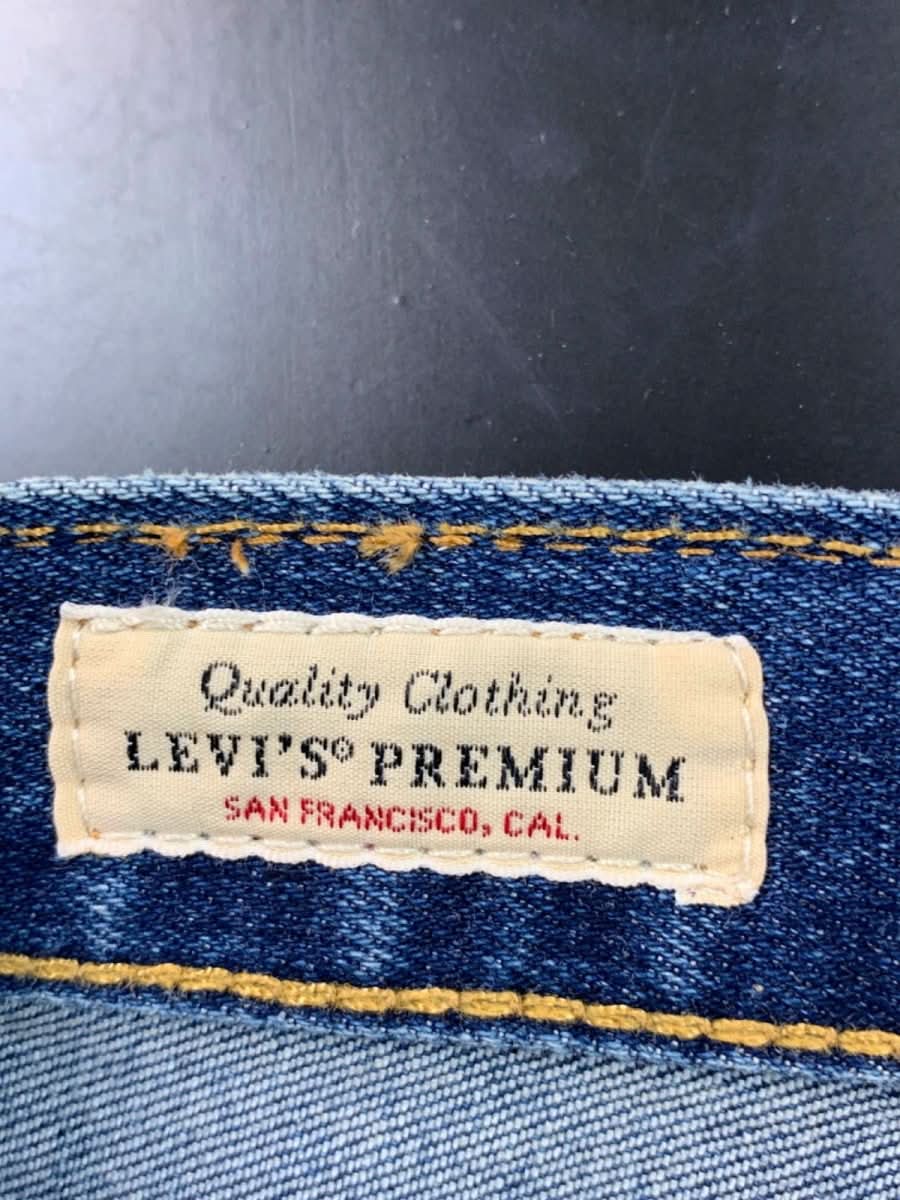 Quality Clothing
LEVI'S® PREMIUM
SAN FRANCISCO, CAL.